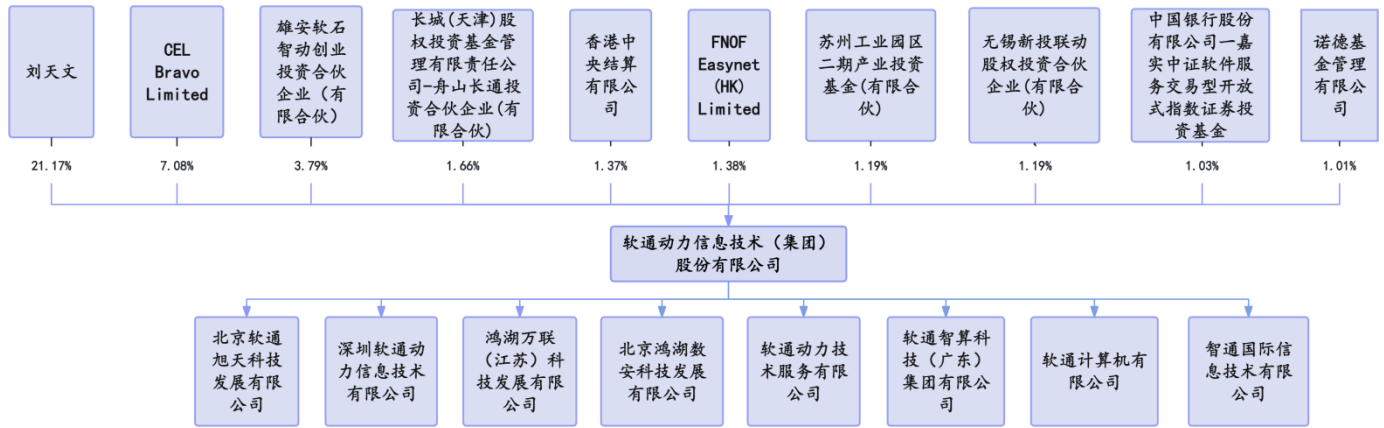 刘天文
CEL
Bravo
Limited
雄安软石
智动创业
投资合伙
企业（有
限合伙）
长城(天津)股
权投资基金管
理有限责任公
司-舟山长通
投资合伙企业(有
限合伙)
香港中
央结算
有限公
司
FNOF
Easynet
(HK)
Limited
苏州工业园区
二期产业投资
基金(有限合
伙)
无锡新投联动
股权投资合伙
企业(有限合
伙)
中国银行股份
有限公司一嘉
实中证软件服
务交易型开放
式指数证券投
资基金
诺德基
金管理
有限公
司
21.17%
7.08%
3.79%
1.66%
1.37%
1.38%
1.19%
1.19%
1.03%
1.01%
软通动力信息技术（集团）
股份有限公司
北京软通
旭天科技
发展有限
公司
深圳软通动
力信息技术
有限公司
鸿湖万联
（江苏）科
技发展有限
公司
北京鸿湖数
安科技发展
有限公司
软通动力技
术服务有限
公司
软通智算科
技（广东）
集团有限公
司
软通计算机有
限公司
智通国际信
息技术有限
公司